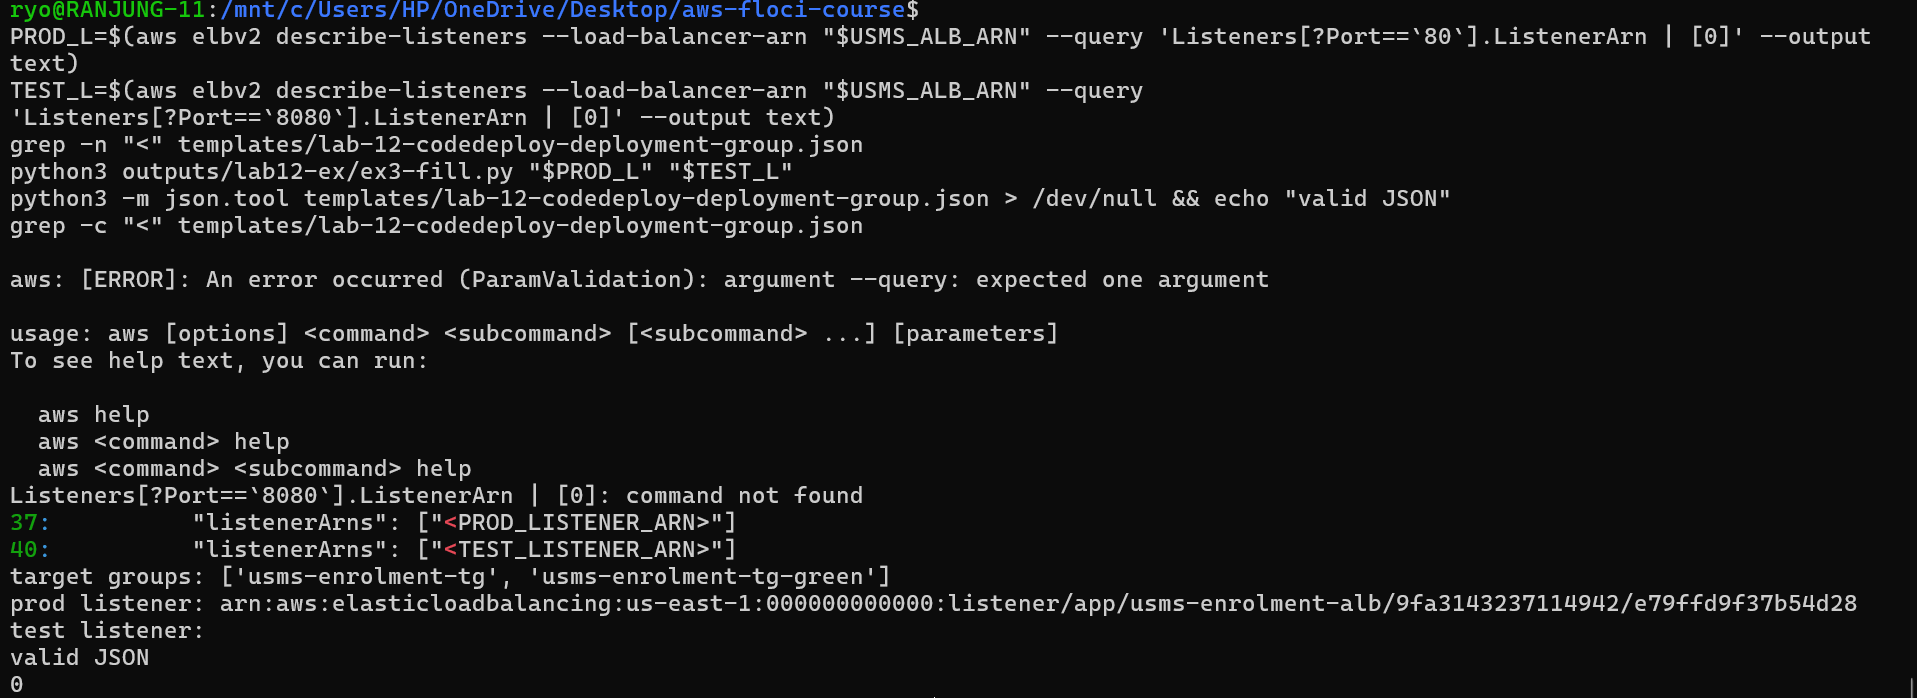 ryo@RANJUNG-11:/mnt/c/Users/HP/OneDrive/Desktop/aws-floci-course$
PROD_L=$(aws elbv2 describe-listeners --load-balancer-arn "$USMS_ALB_ARN" --query 'Listeners[?Port==`80`].ListenerArn | [0]' --output
text)
TEST_L=$(aws elbv2 describe-listeners --load-balancer-arn "$USMS_ALB_ARN" --query
'Listeners[?Port==`8080`].ListenerArn | [0]' --output text)
grep -n "<" templates/lab-12-codedeploy-deployment-group.json
python3 outputs/lab12-ex/ex3-fill.py "$PROD_L" "$TEST_L"
python3 -m json.tool templates/lab-12-codedeploy-deployment-group.json > /dev/null && echo "valid JSON"
grep -c "<" templates/lab-12-codedeploy-deployment-group.json
aws: [ERROR]: An error occurred (ParamValidation): argument --query: expected one argument
usage: aws [options] <command> <subcommand> [<subcommand> ...] [parameters]
To see help text, you can run:
aws help
aws <command> help
aws <command> <subcommand> help
Listeners[?Port==`8080`].ListenerArn | [0]: command not found
37:          "listenerArns": ["<PROD_LISTENER_ARN>"]
40:          "listenerArns": ["<TEST_LISTENER_ARN>"]
target groups: ['usms-enrolment-tg', 'usms-enrolment-tg-green']
prod listener: arn:aws:elasticloadbalancing:us-east-1:000000000000:listener/app/usms-enrolment-alb/9fa3143237114942/e79ffd9f37b54d28
test listener:
valid JSON
0